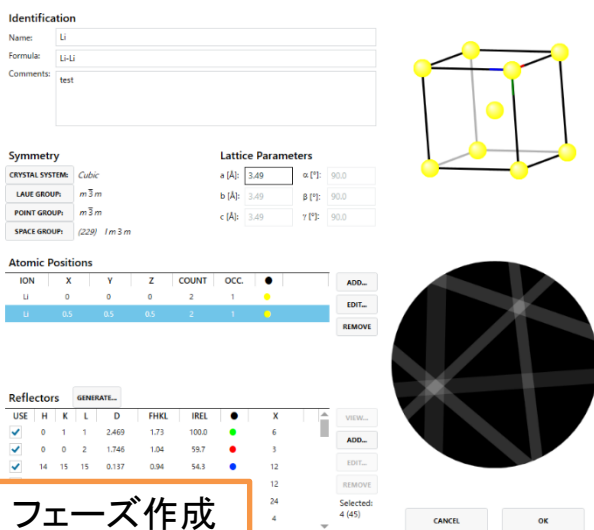 Identification
Name: Li
Formula: Li-Li
Comments: test
Symmetry
CRYSTAL SYSTEM: Cubic
LAUE GROUP: m 3̅ m
POINT GROUP: m 3̅ m
SPACE GROUP: (229) I m 3 m
Lattice Parameters
a [Å]: 3.49 α [°]: 90.0
b [Å]: 3.49 β [°]: 90.0
c [Å]: 3.49 γ [°]: 90.0
Atomic Positions
ION X Y Z COUNT OCC.
Li 0 0 0 2 1
Li 0.5 0.5 0.5 2 1
ADD...
EDIT...
REMOVE
Reflectors GENERATE...
USE H K L D FHKL IREL X
0 1 1 2.469 1.73 100.0 6
0 0 2 1.746 1.04 59.7 3
14 15 15 0.137 0.94 54.3 12
12
24
4
VIEW...
ADD...
EDIT...
REMOVE
Selected:
4 (45)
フェーズ作成
CANCEL OK